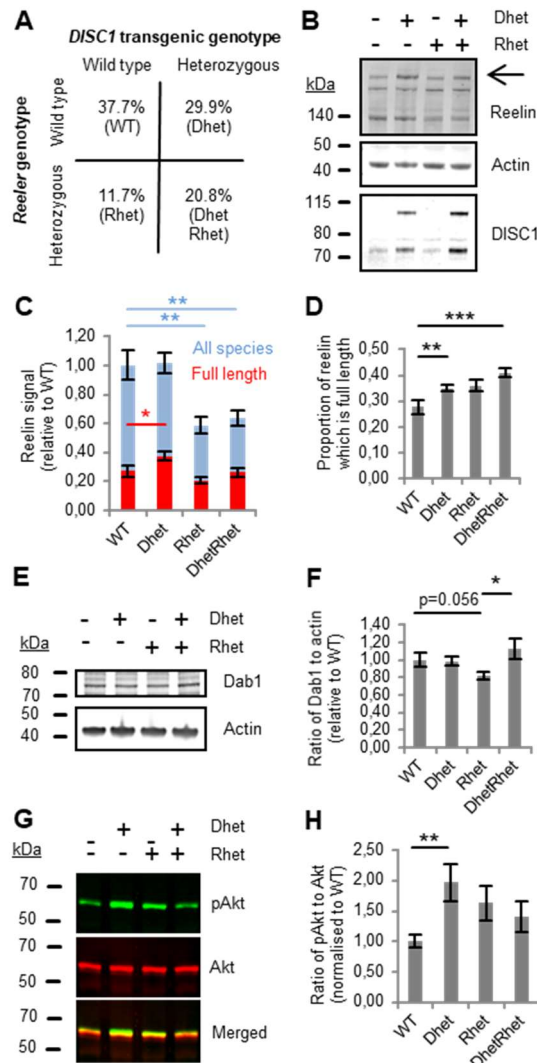 A
DISC1 transgenic genotype
Wild type Heterozygous
Reeler genotype
Wild type
Heterozygous
37.7%
(WT)
29.9%
(Dhet)
11.7%
(Rhet)
20.8%
(Dhet
Rhet)
B
- + - + Dhet
- - + + Rhet
kDa
140
Reelin
50
40
Actin
115
80
70
DISC1
C
Reelin signal
(relative to WT)
1,20
1,00
0,80
0,60
0,40
0,20
0,00
**
**
All species
Full length
*
WT
Dhet
Rhet
DhetRhet
D
Proportion of reelin
which is full length
0,40
0,30
0,20
0,10
0,00
***
**
WT
Dhet
Rhet
DhetRhet
E
- + - + Dhet
- - + + Rhet
kDa
80
70
Dab1
50
40
Actin
F
Ratio of Dab1 to actin
(relative to WT)
1,40
1,20
1,00
0,80
0,60
0,40
0,20
0,00
p=0.056
*
WT
Dhet
Rhet
DhetRhet
G
- + - + Dhet
- - + + Rhet
kDa
70
50
pAkt
70
50
Akt
70
50
Merged
H
Ratio of pAkt to Akt
(normalised to WT)
2,50
2,00
1,50
1,00
0,50
0,00
**
WT
Dhet
Rhet
DhetRhet